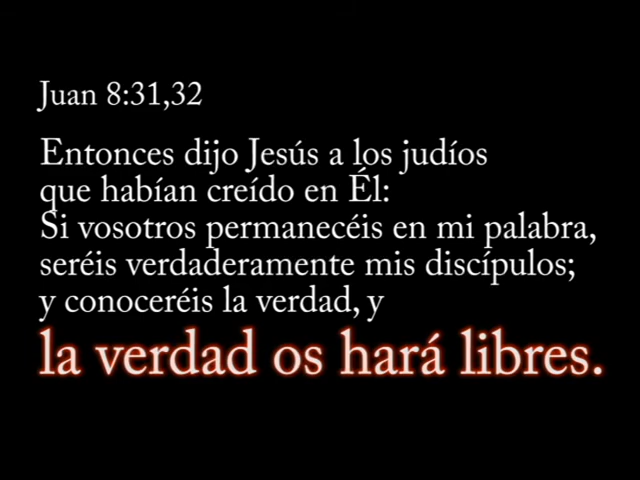 Juan 8:31,32
Entonces dijo Jesús a los judíos
que habían creído en Él:
Si vosotros permanecéis en mi palabra,
seréis verdaderamente mis discípulos;
y conoceréis la verdad, y
la verdad os hará libres.